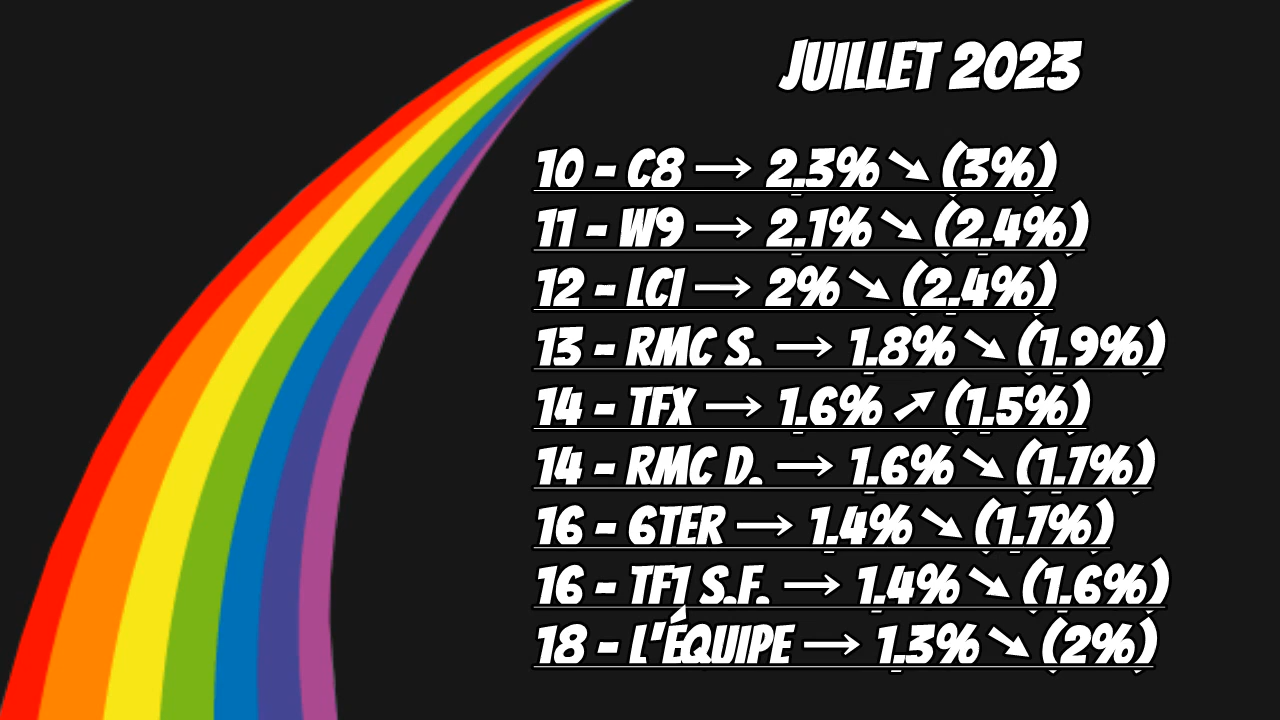 JUILLET 2023
10 - C8 → 2.3% ↘ (3%)
11 - W9 → 2.1% ↘ (2.4%)
12 - LCI → 2% ↘ (2.4%)
13 - RMC S. → 1.8% ↘ (1.9%)
14 - TFX → 1.6% ↗ (1.5%)
14 - RMC D. → 1.6% ↘ (1.7%)
16 - 6TER → 1.4% ↘ (1.7%)
16 - TF1 S.F. → 1.4% ↘ (1.6%)
18 - L'ÉQUIPE → 1.3% ↘ (2%)